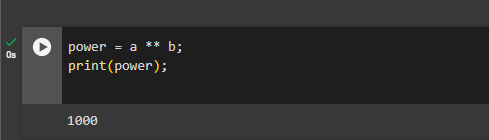 power = a ** b;
0s
print(power);
1000